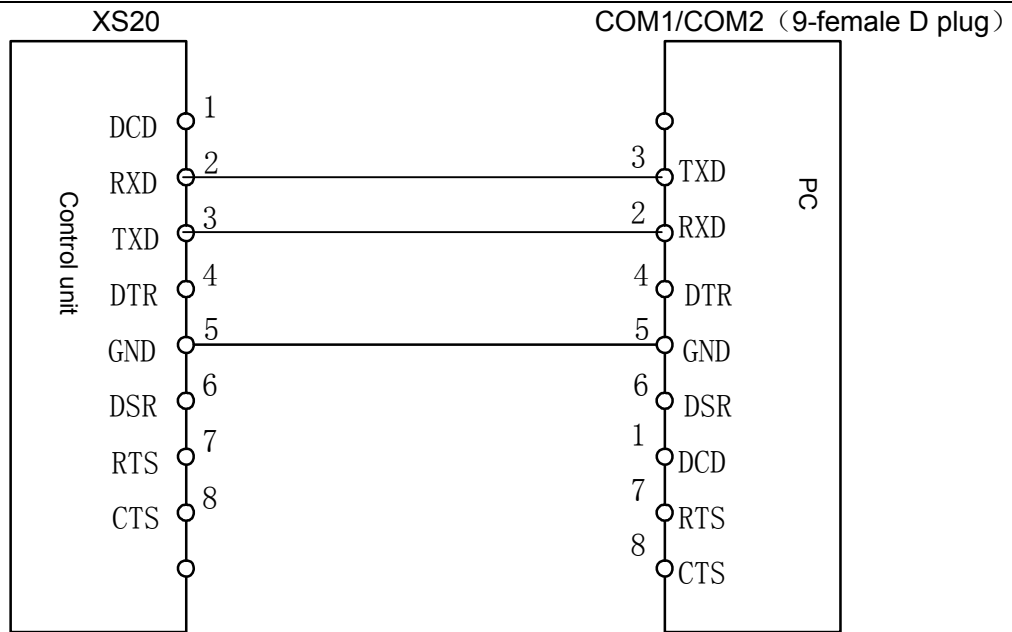 XS20
COM1/COM2（9-female D plug）
Control unit
DCD 1
RXD 2
TXD 3
DTR 4
GND 5
DSR 6
RTS 7
CTS 8
3 TXD
2 RXD
4 DTR
5 GND
6 DSR
1 DCD
7 RTS
8 CTS
PC